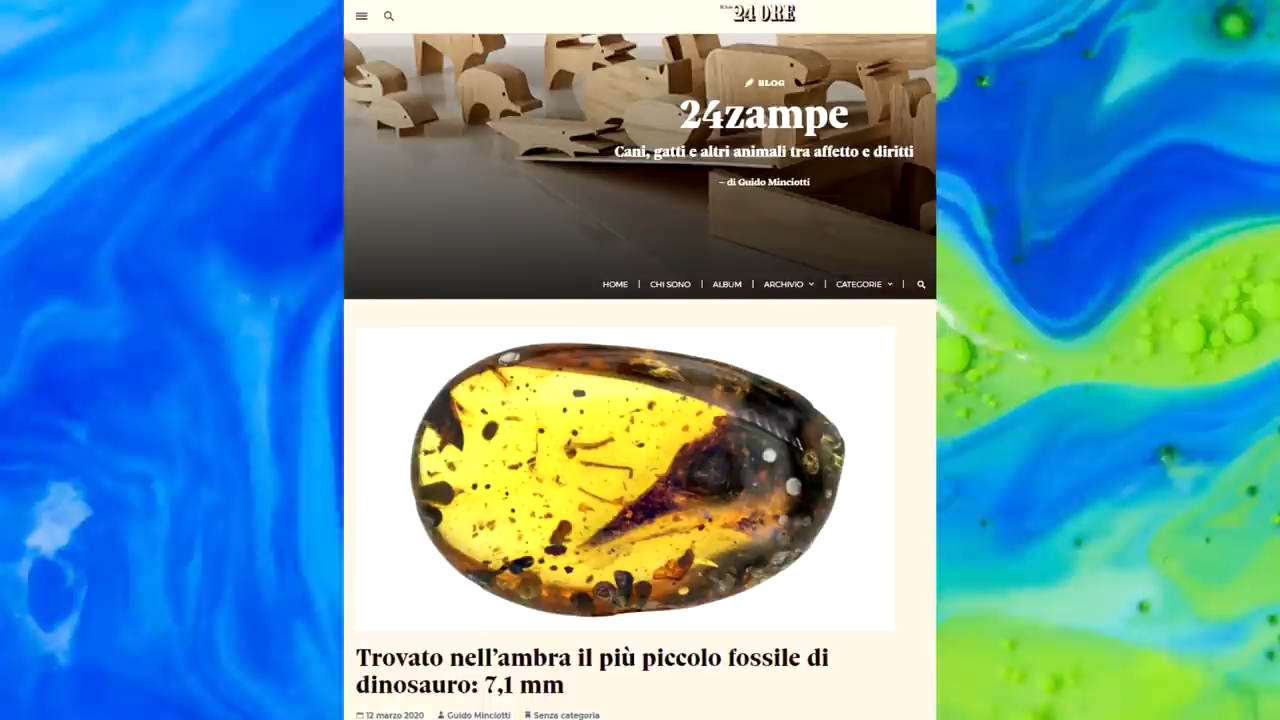 Il Sole
24 ORE
BLOG
24zampe
Cani, gatti e altri animali tra affetto e diritti
– di Guido Minciotti
HOME | CHI SONO | ALBUM | ARCHIVIO | CATEGORIE |
Trovato nell’ambra il più piccolo fossile di
dinosauro: 7,1 mm
12 marzo 2020 Guido Minciotti Senza categoria